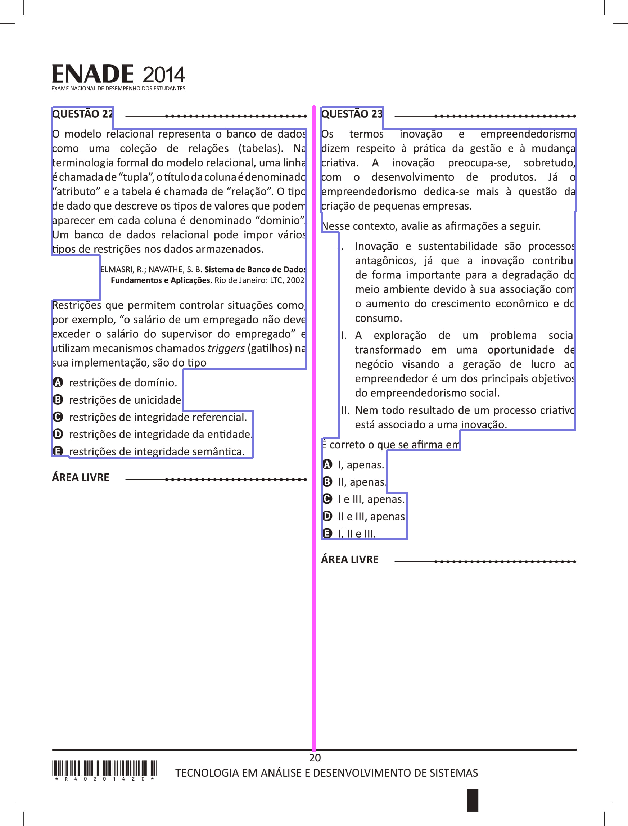 ENADE 2014
EXAME NACIONAL DE DESEMPENHO DOS ESTUDANTES
QUESTÃO 22
O modelo relacional representa o banco de dados
como uma coleção de relações (tabelas). Na
terminologia formal do modelo relacional, uma linha
é chamada de “tupla”, o título da coluna é denominado
“atributo” e a tabela é chamada de “relação”. O tipo
de dado que descreve os tipos de valores que podem
aparecer em cada coluna é denominado “domínio”.
Um banco de dados relacional pode impor vários
tipos de restrições nos dados armazenados.
ELMASRI, R.; NAVATHE, S. B. Sistema de Banco de Dados
Fundamentos e Aplicações. Rio de Janeiro: LTC, 2002
Restrições que permitem controlar situações como,
por exemplo, “o salário de um empregado não deve
exceder o salário do supervisor do empregado” e
utilizam mecanismos chamados triggers (gatilhos) na
sua implementação, são do tipo
A restrições de domínio.
B restrições de unicidade
C restrições de integridade referencial.
D restrições de integridade da entidade.
E restrições de integridade semântica.
ÁREA LIVRE
QUESTÃO 23
Os termos inovação e empreendedorismo
dizem respeito à prática da gestão e à mudança
criativa. A inovação preocupa-se, sobretudo,
com o desenvolvimento de produtos. Já o
empreendedorismo dedica-se mais à questão da
criação de pequenas empresas.
Nesse contexto, avalie as afirmações a seguir.
I. Inovação e sustentabilidade são processos
antagônicos, já que a inovação contribui
de forma importante para a degradação do
meio ambiente devido à sua associação com
o aumento do crescimento econômico e do
consumo.
II. A exploração de um problema social
transformado em uma oportunidade de
negócio visando a geração de lucro ao
empreendedor é um dos principais objetivos
do empreendedorismo social.
III. Nem todo resultado de um processo criativo
está associado a uma inovação.
É correto o que se afirma em
A I, apenas.
B II, apenas.
C I e III, apenas.
D II e III, apenas
E I, II e III.
ÁREA LIVRE
20
TECNOLOGIA EM ANÁLISE E DESENVOLVIMENTO DE SISTEMAS